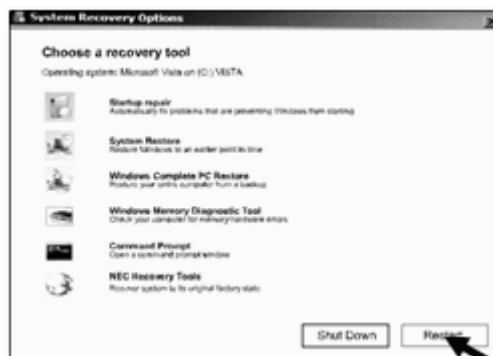 System Recovery Options
Choose a recovery tool
Operating system: Microsoft Vista on (C:) VISTA
Startup repair
Automatically fix problems that are preventing Windows from starting
System Restore
Restore Windows to an earlier point in time
Windows Complete PC Restore
Restore your entire computer from a backup
Windows Memory Diagnostic Tool
Check your computer for memory hardware errors
Command Prompt
Open a command prompt window
NEC Recovery Tools
Recover system to its original factory state
Shut Down
Restart